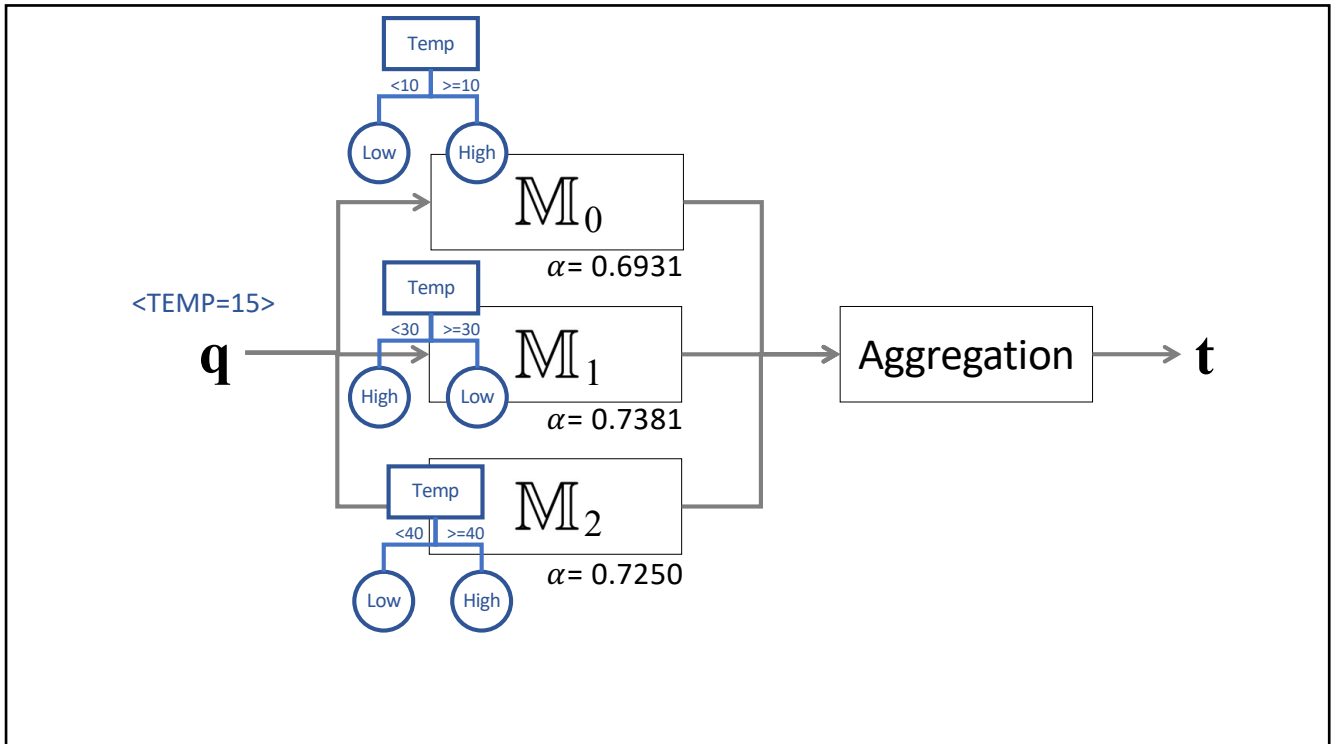 Temp
<10 >=10
Low High
𝕄0
α= 0.6931
Temp
<TEMP=15>
<30 >=30
q 𝕄1 Aggregation t
High Low
α= 0.7381
Temp
𝕄2
<40 >=40
α= 0.7250
Low High